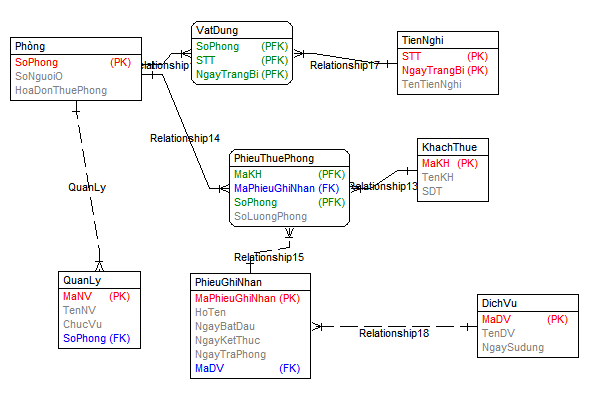 VatDung
SoPhong (PFK)
STT (PFK)
NgayTrangBi (PFK)
TienNghi
STT (PK)
NgayTrangBi (PK)
TenTienNghi
Phòng
SoPhong (PK)
SoNguoiO
HoaDonThuePhong
elationship
Relationship17
Relationship14
PhieuThuePhong
MaKH (PFK)
MaPhieuGhiNhan (FK)
SoPhong (PFK)
SoLuongPhong
KhachThue
MaKH (PK)
TenKH
SDT
Relationship13
QuanLy
Relationship15
QuanLy
MaNV (PK)
TenNV
ChucVu
SoPhong (FK)
PhieuGhiNhan
MaPhieuGhiNhan (PK)
HoTen
NgayBatDau
NgayKetThuc
NgayTraPhong
MaDV (FK)
Relationship18
DichVu
MaDV (PK)
TenDV
NgaySudung